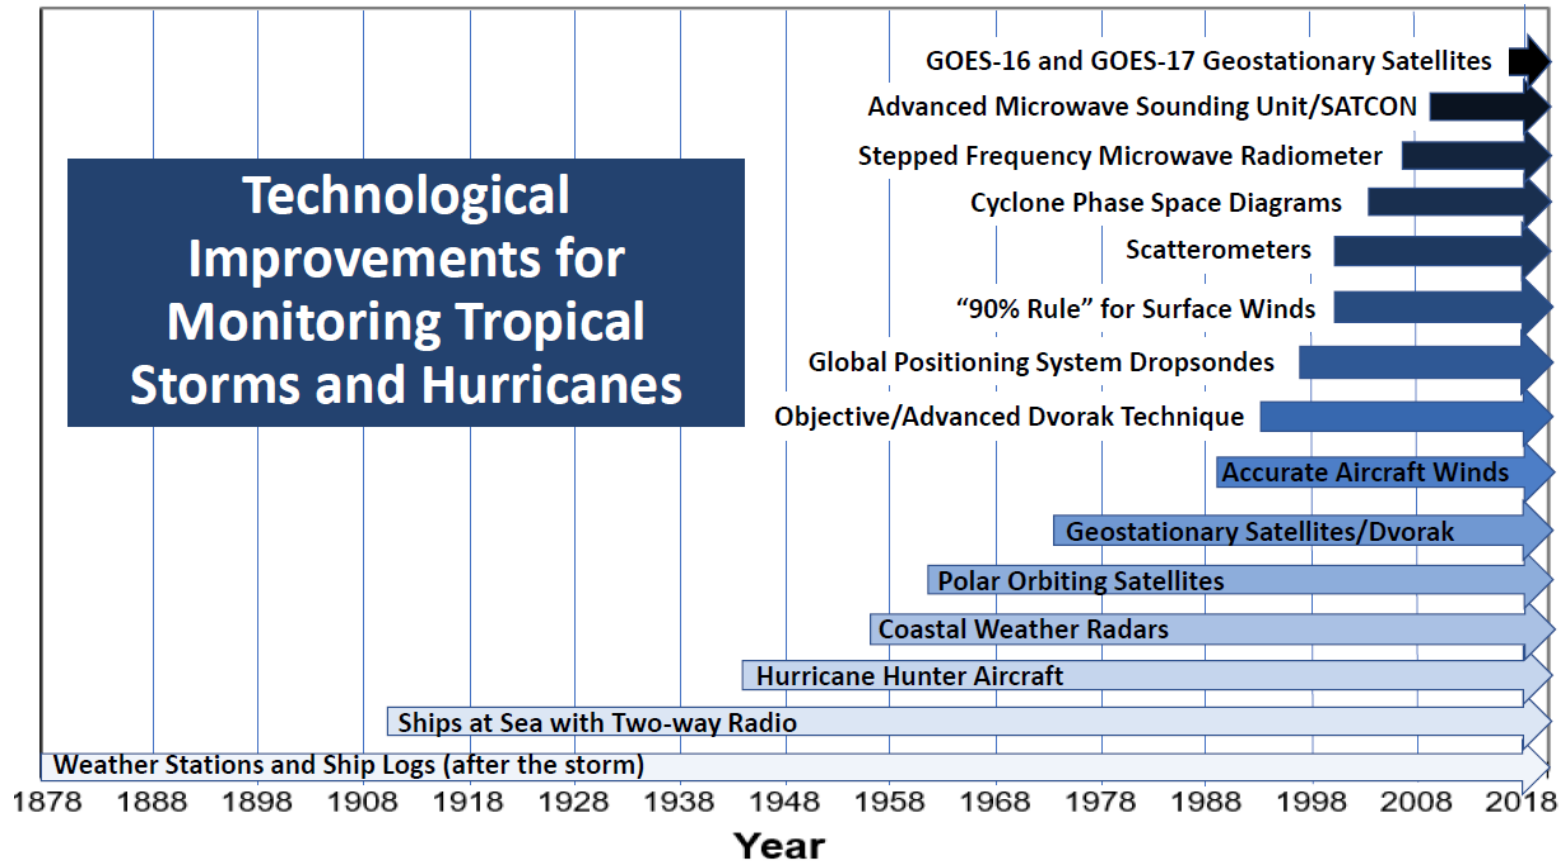 GOES-16 and GOES-17 Geostationary Satellites
Advanced Microwave Sounding Unit/SATCON
Stepped Frequency Microwave Radiometer
Cyclone Phase Space Diagrams
Scatterometers
“90% Rule” for Surface Winds
Global Positioning System Dropsondes
Objective/Advanced Dvorak Technique
Accurate Aircraft Winds
Geostationary Satellites/Dvorak
Polar Orbiting Satellites
Coastal Weather Radars
Hurricane Hunter Aircraft
Ships at Sea with Two-way Radio
Weather Stations and Ship Logs (after the storm)
Technological
Improvements for
Monitoring Tropical
Storms and Hurricanes
1878 1888 1898 1908 1918 1928 1938 1948 1958 1968 1978 1988 1998 2008 2018
Year